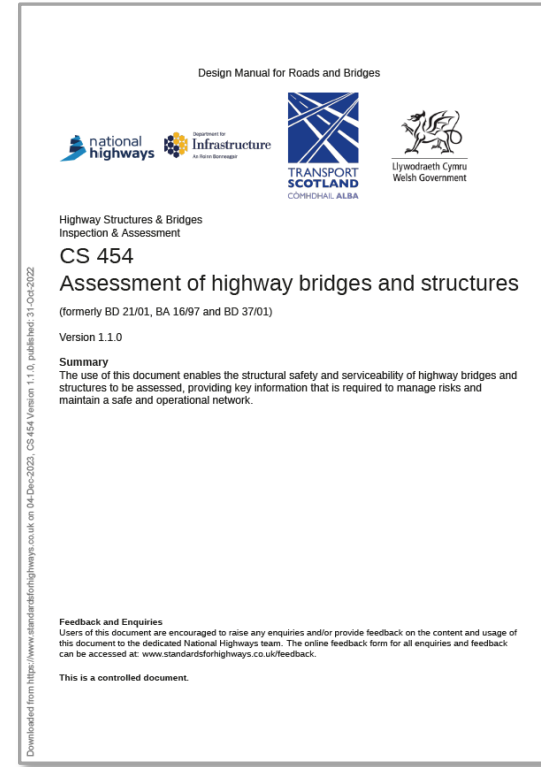 Design Manual for Roads and Bridges
national
highways
Department for
Infrastructure
An Roinn Bonneagair
TRANSPORT
SCOTLAND
CÒMHDHAIL ALBA
Llywodraeth Cymru
Welsh Government
Highway Structures & Bridges
Inspection & Assessment
CS 454
Assessment of highway bridges and structures
(formerly BD 21/01, BA 16/97 and BD 37/01)
Version 1.1.0
Summary
The use of this document enables the structural safety and serviceability of highway bridges and
structures to be assessed, providing key information that is required to manage risks and
maintain a safe and operational network.
Feedback and Enquiries
Users of this document are encouraged to raise any enquiries and/or provide feedback on the content and usage of
this document to the dedicated National Highways team. The online feedback form for all enquiries and feedback
can be accessed at: www.standardsforhighways.co.uk/feedback.
This is a controlled document.
Downloaded from https://www.standardsforhighways.co.uk on 04-Dec-2023, CS 454 Version 1.1.0, published: 31-Oct-2022